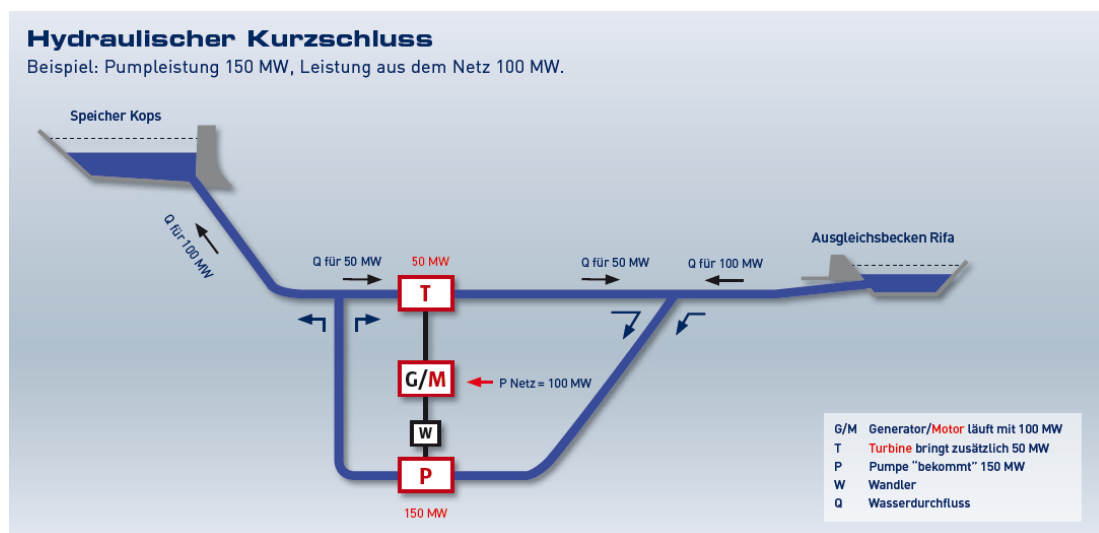 Hydraulischer Kurzschluss
Beispiel: Pumpleistung 150 MW, Leistung aus dem Netz 100 MW.
Speicher Kops
Q für 100 MW
Q für 50 MW
50 MW
Q für 50 MW
Q für 100 MW
Ausgleichsbecken Rifa
T
G/M
P Netz = 100 MW
W
P
150 MW
G/M Generator/Motor läuft mit 100 MW
T Turbine bringt zusätzlich 50 MW
P Pumpe “bekommt” 150 MW
W Wandler
Q Wasserdurchfluss